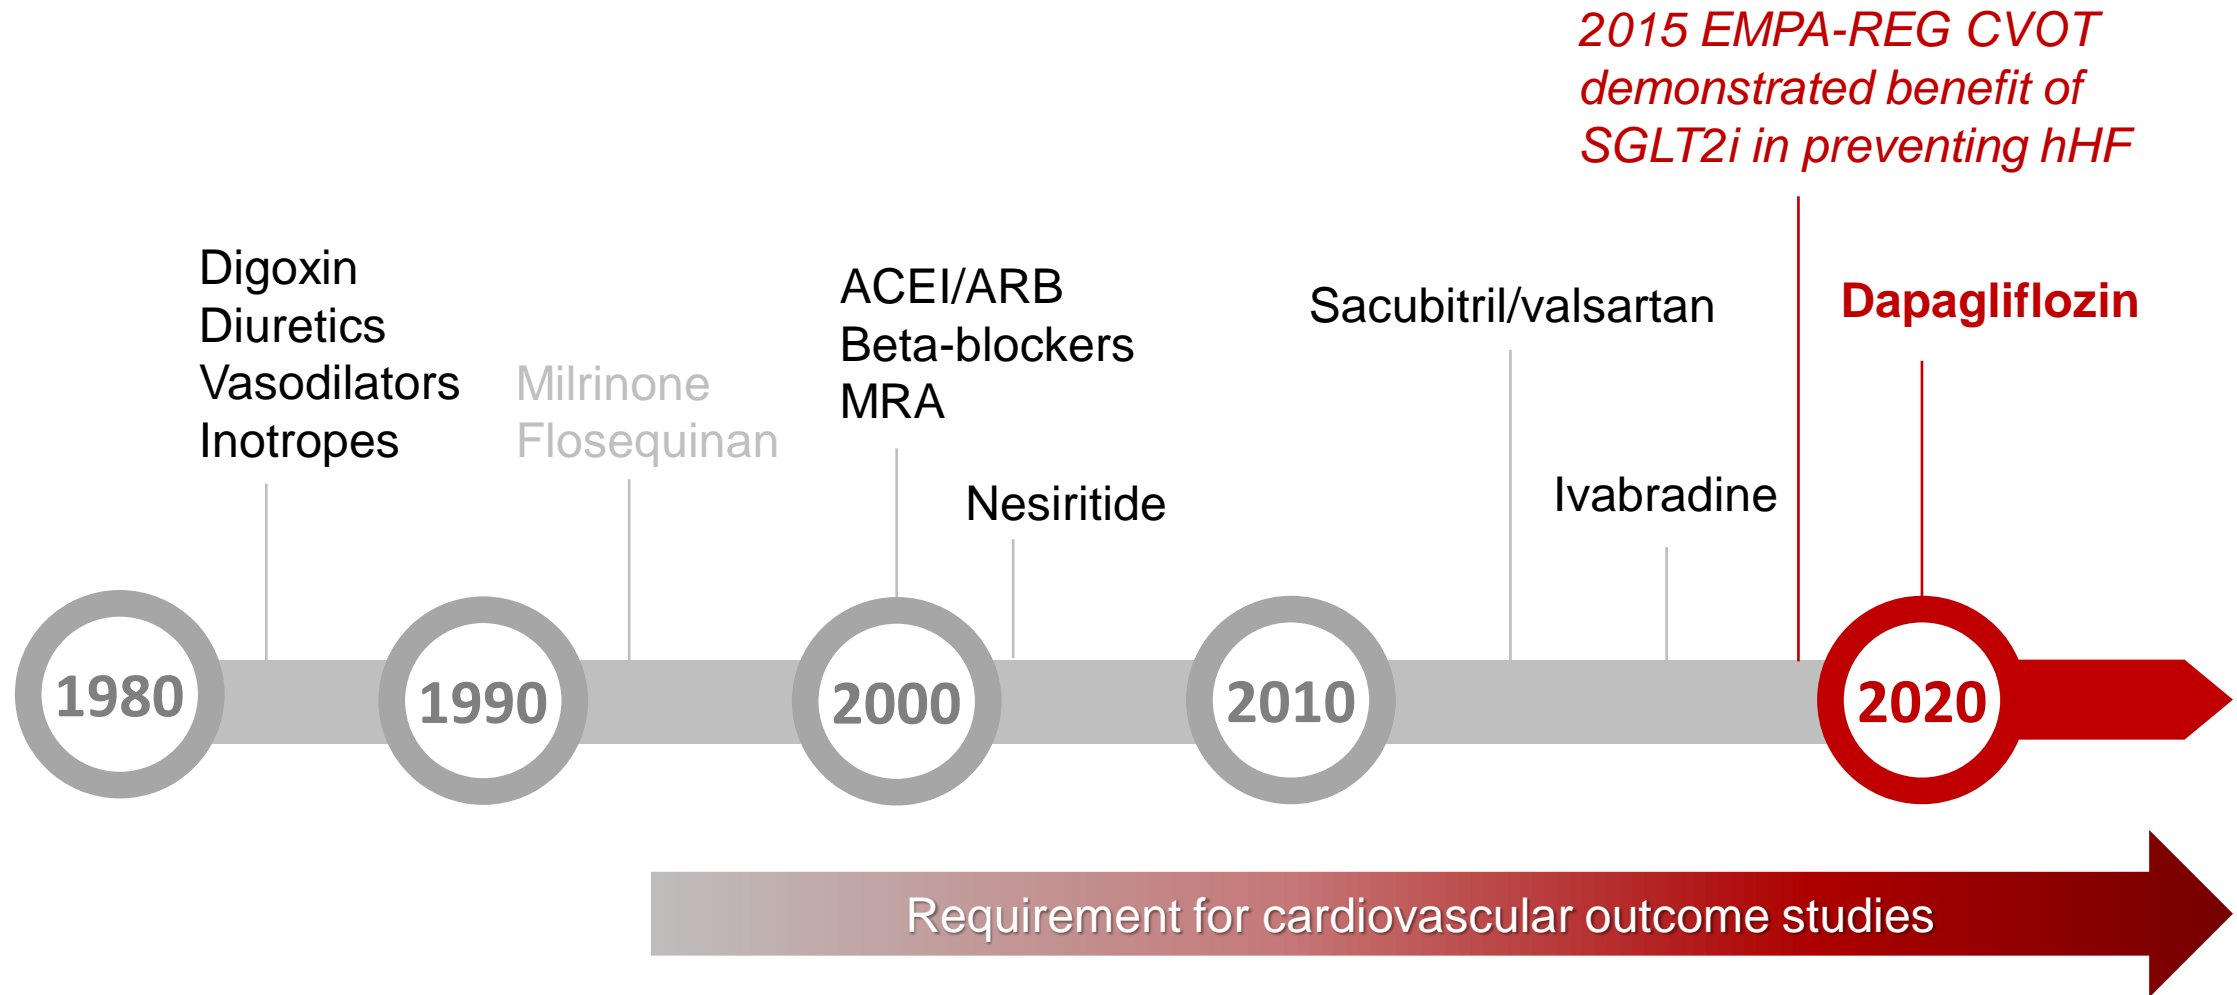 2015 EMPA-REG CVOT
demonstrated benefit of
SGLT2i in preventing hHF
Digoxin
Diuretics
Vasodilators
Inotropes
Milrinone
Flosequinan
ACEI/ARB
Beta-blockers
MRA
Nesiritide
Sacubitril/valsartan
Ivabradine
Dapagliflozin
1980
1990
2000
2010
2020
Requirement for cardiovascular outcome studies